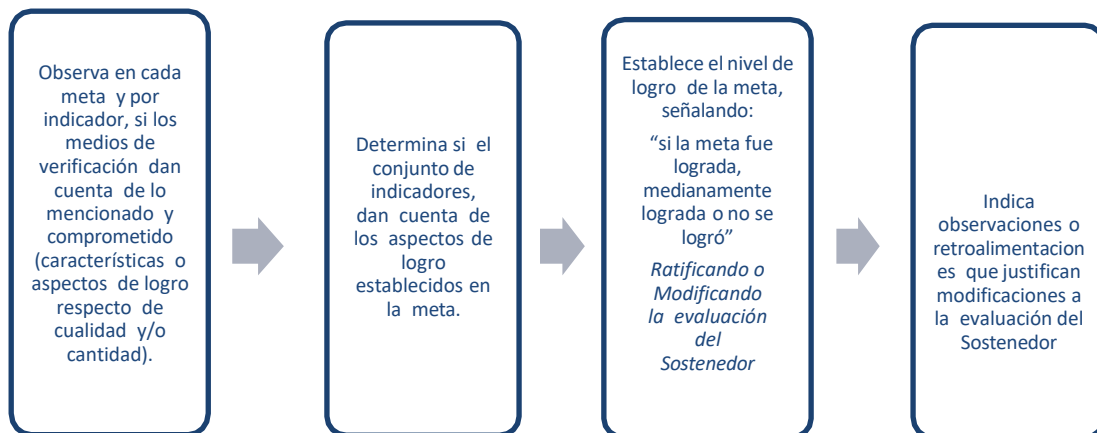 Observa en cada
meta y por
indicador, si los
medios de
verificación dan
cuenta de lo
mencionado y
comprometido
(características o
aspectos de logro
respecto de
cualidad y/o
cantidad).
Determina si el
conjunto de
indicadores,
dan cuenta de
los aspectos de
logro
establecidos en
la meta.
Establece el nivel de
logro de la meta,
señalando:
“si la meta fue
lograda,
medianamente
lograda o no se
logró”
Ratificando o
Modificando
la evaluación
del
Sostenedor
Indica
observaciones o
retroalimentacion
es que justifican
modificaciones a
la evaluación del
Sostenedor